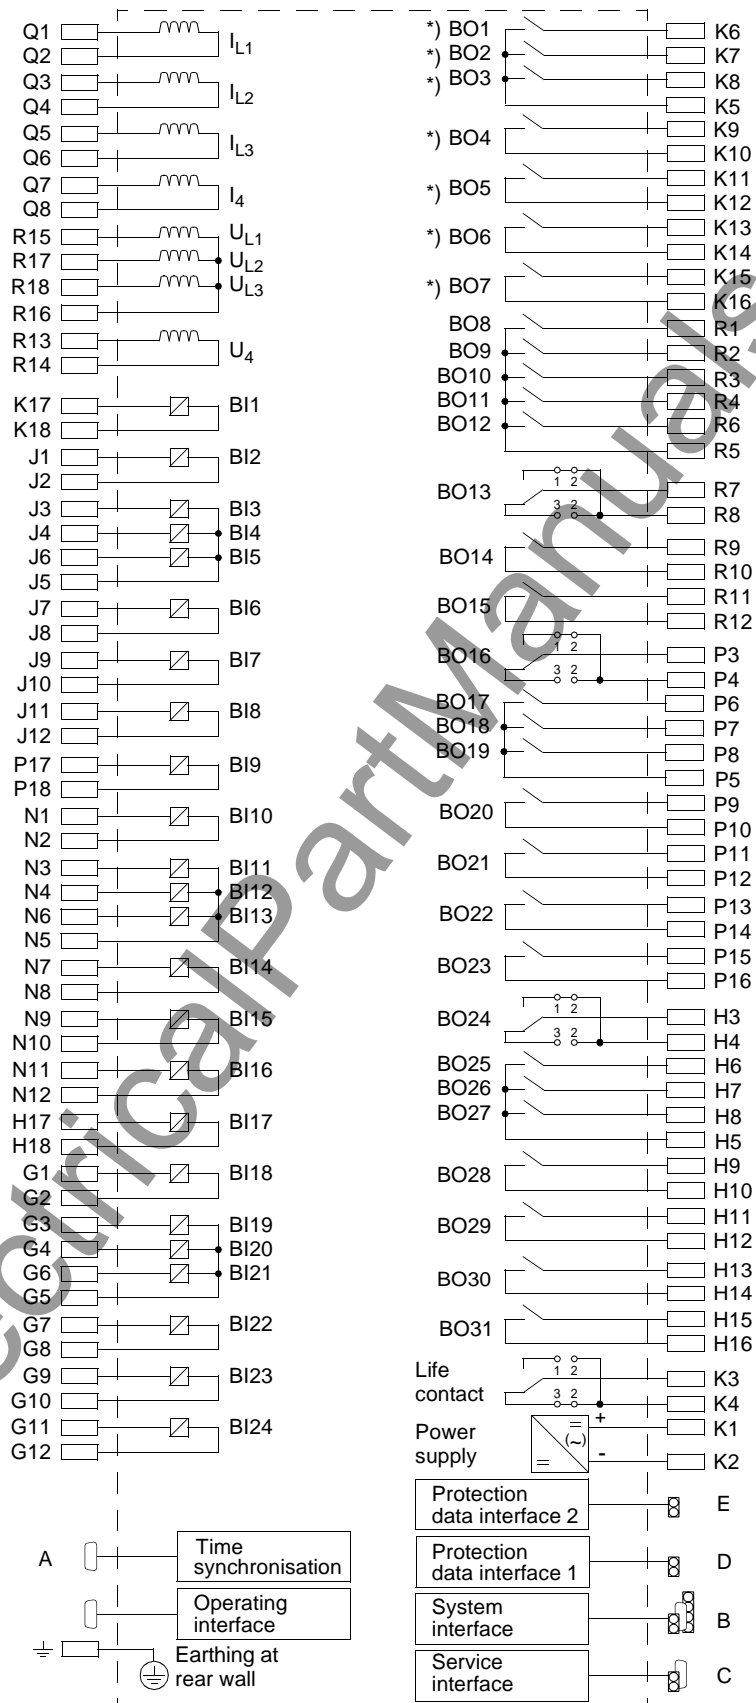 Q1
Q2
I L1
Q3
Q4
I L2
Q5
Q6
I L3
Q7
Q8
I 4
R15 U L1
R17 U L2
R18 U L3
R16
R13
R14
U 4
K17 BI1
K18
J1 BI2
J2
J3 BI3
J4 BI4
J6 BI5
J5
J7 BI6
J8
J9 BI7
J10
J11 BI8
J12
P17 BI9
P18
N1 BI10
N2
N3 BI11
N4 BI12
N6 BI13
N5
N7 BI14
N8
N9 BI15
N10
N11 BI16
N12
H17 BI17
H18
G1 BI18
G2
G3 BI19
G4 BI20
G6 BI21
G5
G7 BI22
G8
G9 BI23
G10
G11 BI24
G12
A
Time
synchronisation
Operating
interface
Earthing at
rear wall
*) BO1 K6
*) BO2 K7
*) BO3 K8
K5
*) BO4 K9
K10
*) BO5 K11
K12
*) BO6 K13
K14
*) BO7 K15
K16
BO8 R1
BO9 R2
BO10 R3
BO11 R4
BO12 R6
R5
1 2
BO13 R7
3 2
R8
BO14 R9
R10
BO15 R11
R12
1 2
BO16 P3
3 2
P4
BO17 P6
BO18 P7
BO19 P8
P5
BO20 P9
P10
BO21 P11
P12
BO22 P13
P14
BO23 P15
P16
1 2
BO24 H3
3 2
H4
BO25 H6
BO26 H7
BO27 H8
H5
BO28 H9
H10
BO29 H11
H12
BO30 H13
H14
BO31 H15
H16
Life
contact
1 2
K3
3 2
K4
Power
supply
= (~) =
+ K1
- K2
Protection
data interface 2
E
Protection
data interface 1
D
System
interface
B
Service
interface
C
ectricalPartManuals